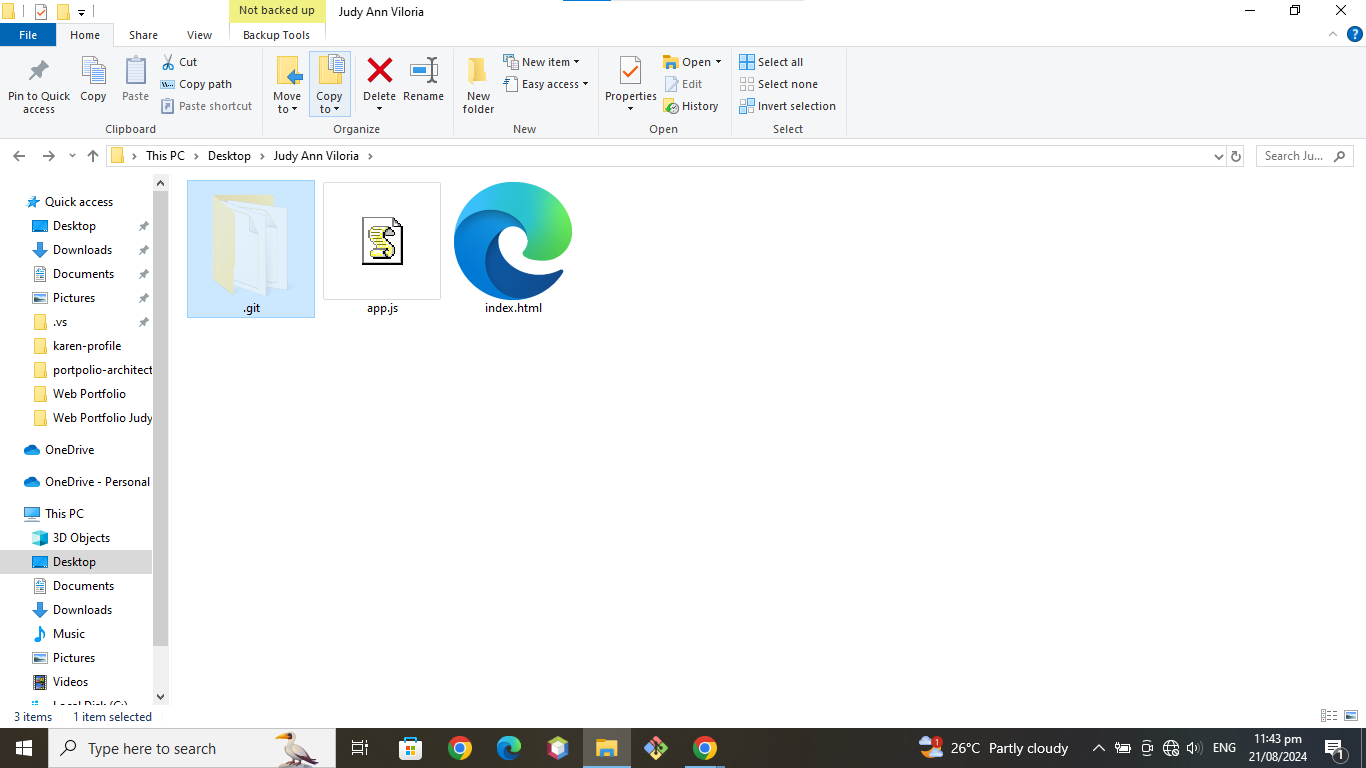 Not backed up
Judy Ann Viloria
File
Home
Share
View
Backup Tools
Pin to Quick access
Copy
Paste
Cut
Copy path
Paste shortcut
Clipboard
Move to
Copy to
Delete
Rename
Organize
New folder
New item
Easy access
New
Properties
Open
Edit
History
Open
Select all
Select none
Invert selection
Select
This PC
Desktop
Judy Ann Viloria
Search Ju...
Quick access
Desktop
Downloads
Documents
Pictures
.vs
karen-profile
portpolio-architect
Web Portfolio
Web Portfolio Judy
OneDrive
OneDrive - Personal
This PC
3D Objects
Desktop
Documents
Downloads
Music
Pictures
Videos
Local Disk (C:)
.git
app.js
index.html
3 items
1 item selected
Type here to search
1
26°C Partly cloudy
ENG
11:43 pm
21/08/2024
1